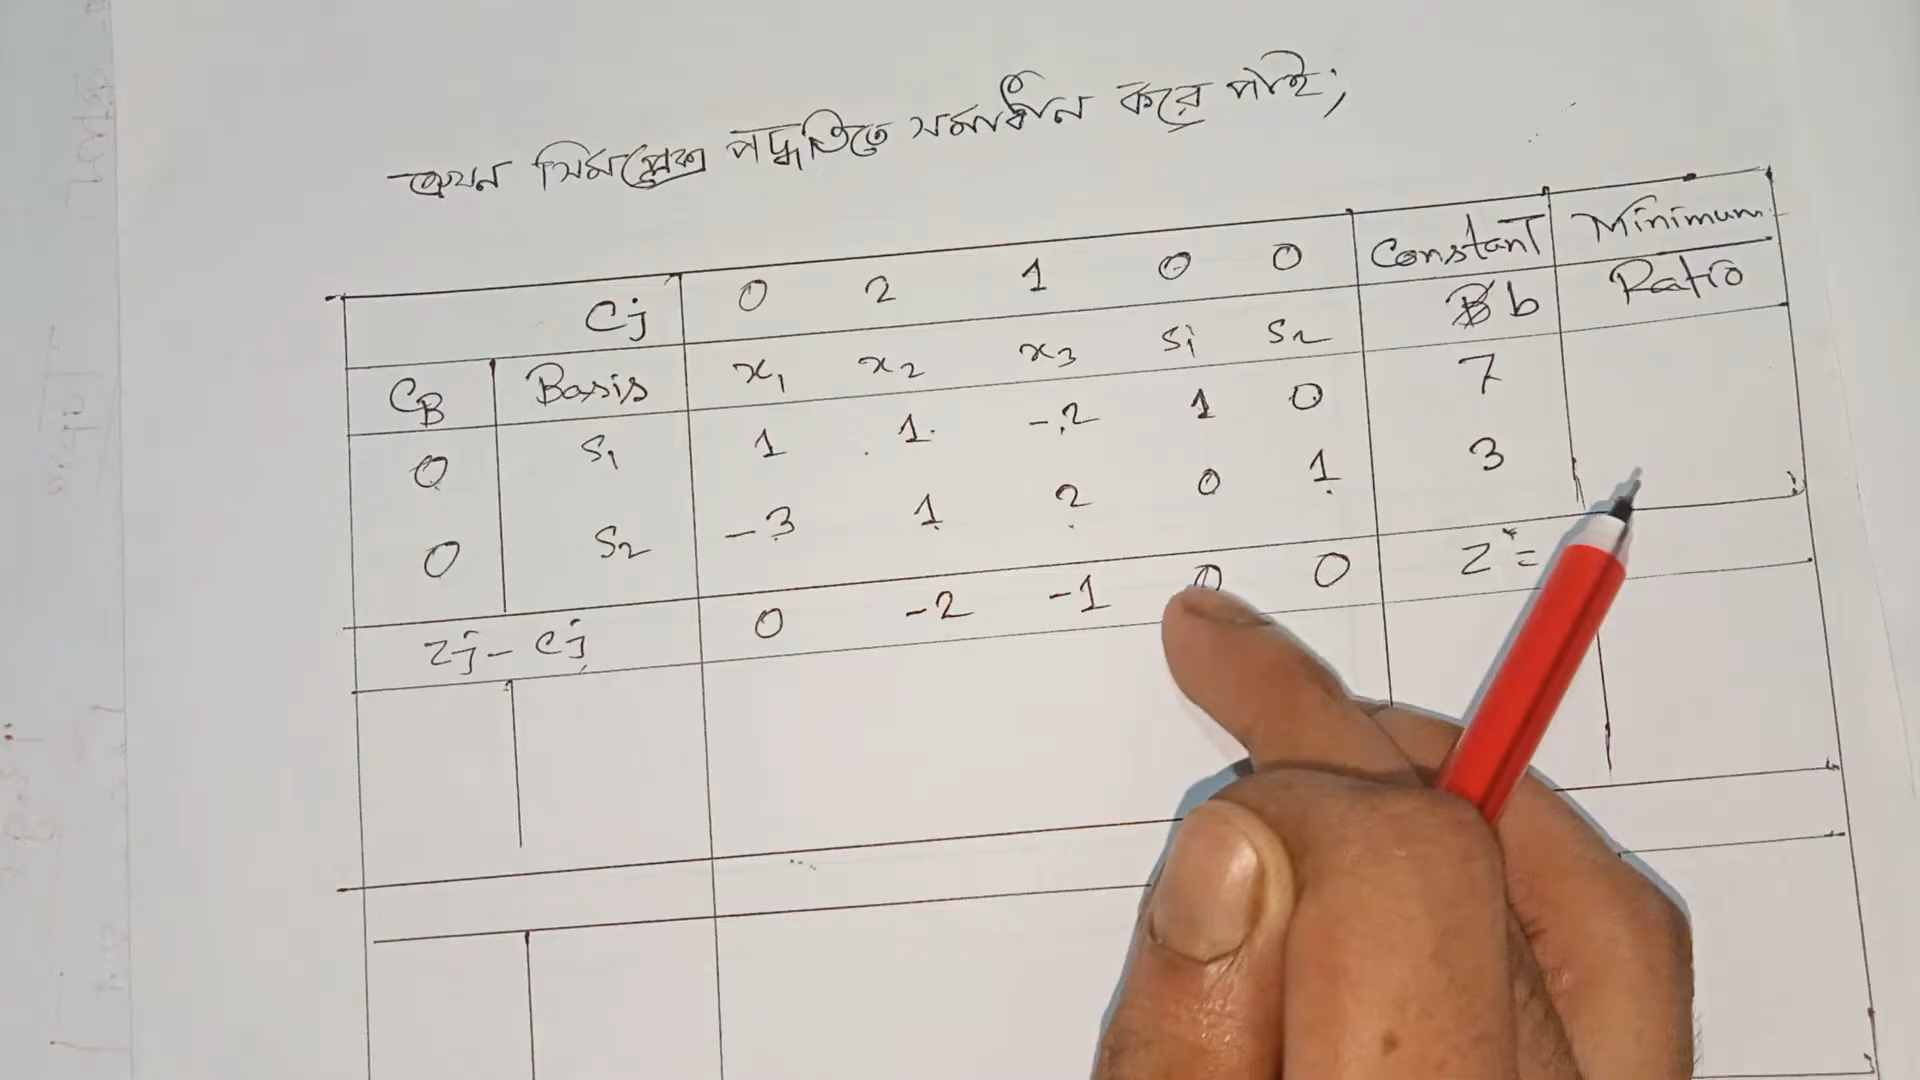 এখন সিমপ্লেক্স পদ্ধতিতে সমাধান করে পাই;
Cj 0 2 1 0 0 Constant Minimum
CB Basis x₁ x₂ x₃ S₁ S₂ b Ratio
0 S₁ 1 1 -2 1 0 7
0 S₂ -3 1 2 0 1 3
Zj - Cj 0 -2 -1 0 0 Z* =